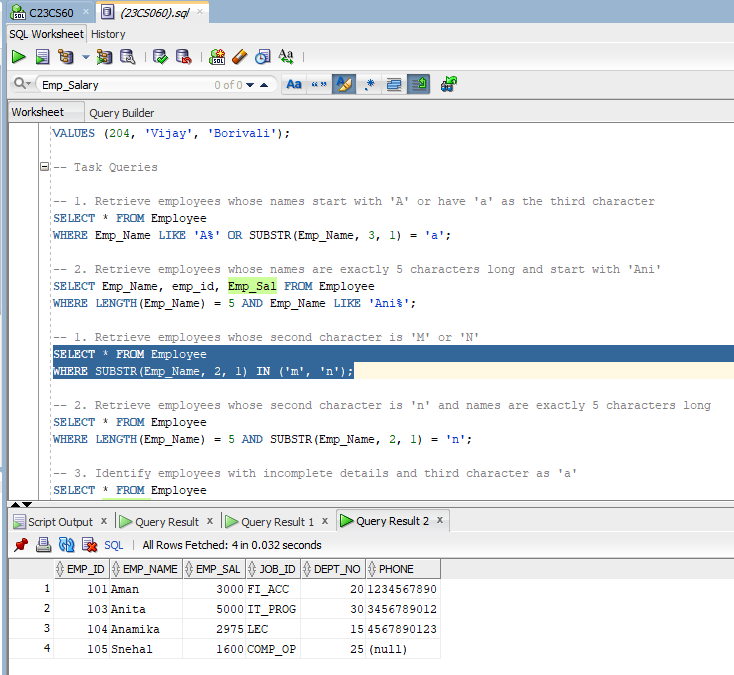 C23CS60 × (23CS060).sql ×
SQL Worksheet History
Emp_Salary 0 of 0 Aa “” .*
Worksheet Query Builder
VALUES (204, 'Vijay', 'Borivali');
-- Task Queries
-- 1. Retrieve employees whose names start with 'A' or have 'a' as the third character
SELECT * FROM Employee
WHERE Emp_Name LIKE 'A%' OR SUBSTR(Emp_Name, 3, 1) = 'a';
-- 2. Retrieve employees whose names are exactly 5 characters long and start with 'Ani'
SELECT Emp_Name, emp_id, Emp_Sal FROM Employee
WHERE LENGTH(Emp_Name) = 5 AND Emp_Name LIKE 'Ani%';
-- 1. Retrieve employees whose second character is 'M' or 'N'
SELECT * FROM Employee
WHERE SUBSTR(Emp_Name, 2, 1) IN ('m', 'n');
-- 2. Retrieve employees whose second character is 'n' and names are exactly 5 characters long
SELECT * FROM Employee
WHERE LENGTH(Emp_Name) = 5 AND SUBSTR(Emp_Name, 2, 1) = 'n';
-- 3. Identify employees with incomplete details and third character as 'a'
SELECT * FROM Employee
Script Output × Query Result × Query Result 1 × Query Result 2 ×
SQL All Rows Fetched: 4 in 0.032 seconds
EMP_ID EMP_NAME EMP_SAL JOB_ID DEPT_NO PHONE
1 101 Aman 3000 FI_ACC 20 1234567890
2 103 Anita 5000 IT_PROG 30 3456789012
3 104 Anamika 2975 LEC 15 4567890123
4 105 Snehal 1600 COMP_OP 25 (null)